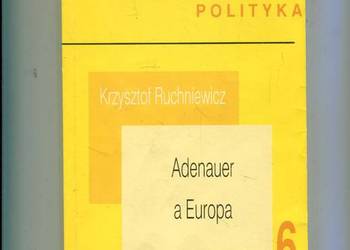 POLITYKA
Krzysztof Ruchniewicz
Adenauer
a Europa
6